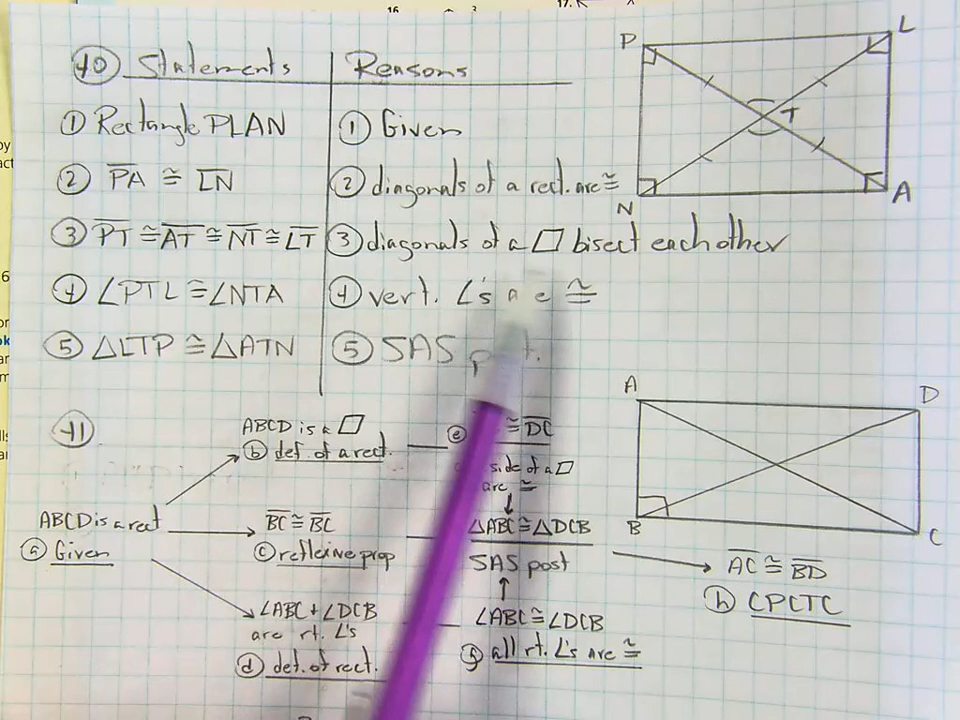 16
17.
40 Statements Reasons
① Rectangle PLAN ① Given
② PA ≅ LN ② diagonals of a rect. are ≅
③ PT ≅ AT ≅ NT ≅ LT ③ diagonals of a ▱ bisect each other
④ ∠PTL ≅ ∠NTA ④ vert. ∠'s are ≅
⑤ △LTP ≅ △ATN ⑤ SAS
P
L
T
N
A
41
ABCD is a ▱
ⓑ def. of a rect.
ABCD is a rect
ⓐ Given
BC ≅ BC
ⓒ reflexive prop
∠ABC + ∠DCB
are rt. ∠'s
ⓓ def. of rect.
ⓔ ≅ DC
side of a ▱
are ≅
△ABC ≅ △DCB
SAS post
∠ABC ≅ ∠DCB
all rt. ∠'s are ≅
AC ≅ BD
ⓗ CPCTC
A
D
B
C